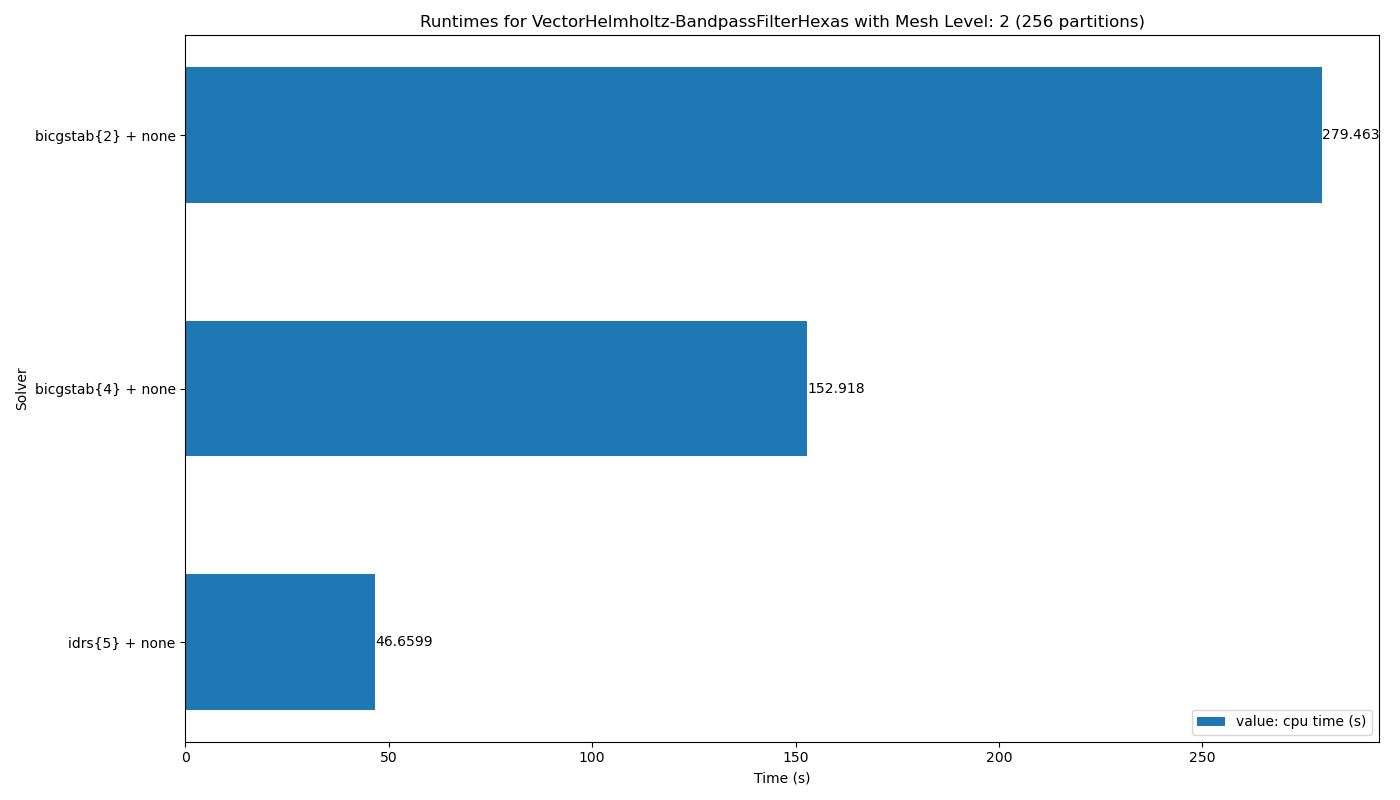 Runtimes for VectorHelmholtz-BandpassFilterHexas with Mesh Level: 2 (256 partitions)
bicgstab{2} + none
279.463
bicgstab{4} + none
152.918
idrs{5} + none
46.6599
Solver
value: cpu time (s)
0 50 100 150 200 250
Time (s)